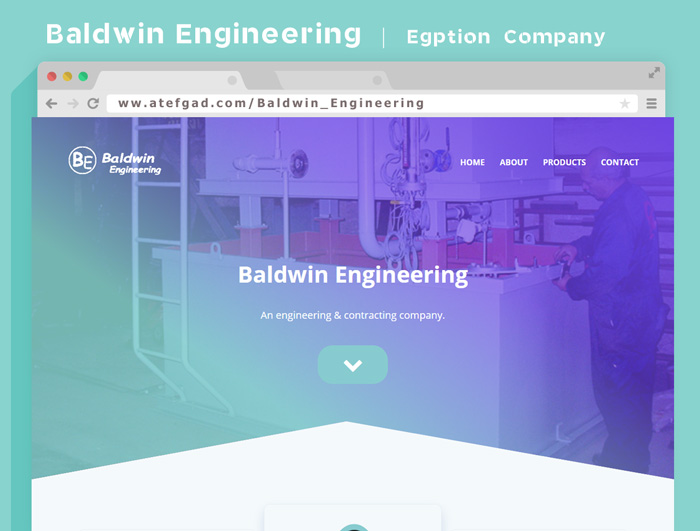 Baldwin Engineering | Egption Company
ww.atefgad.com/Baldwin_Engineering
BE Baldwin
Engineering
HOME ABOUT PRODUCTS CONTACT
Baldwin Engineering
An engineering & contracting company.